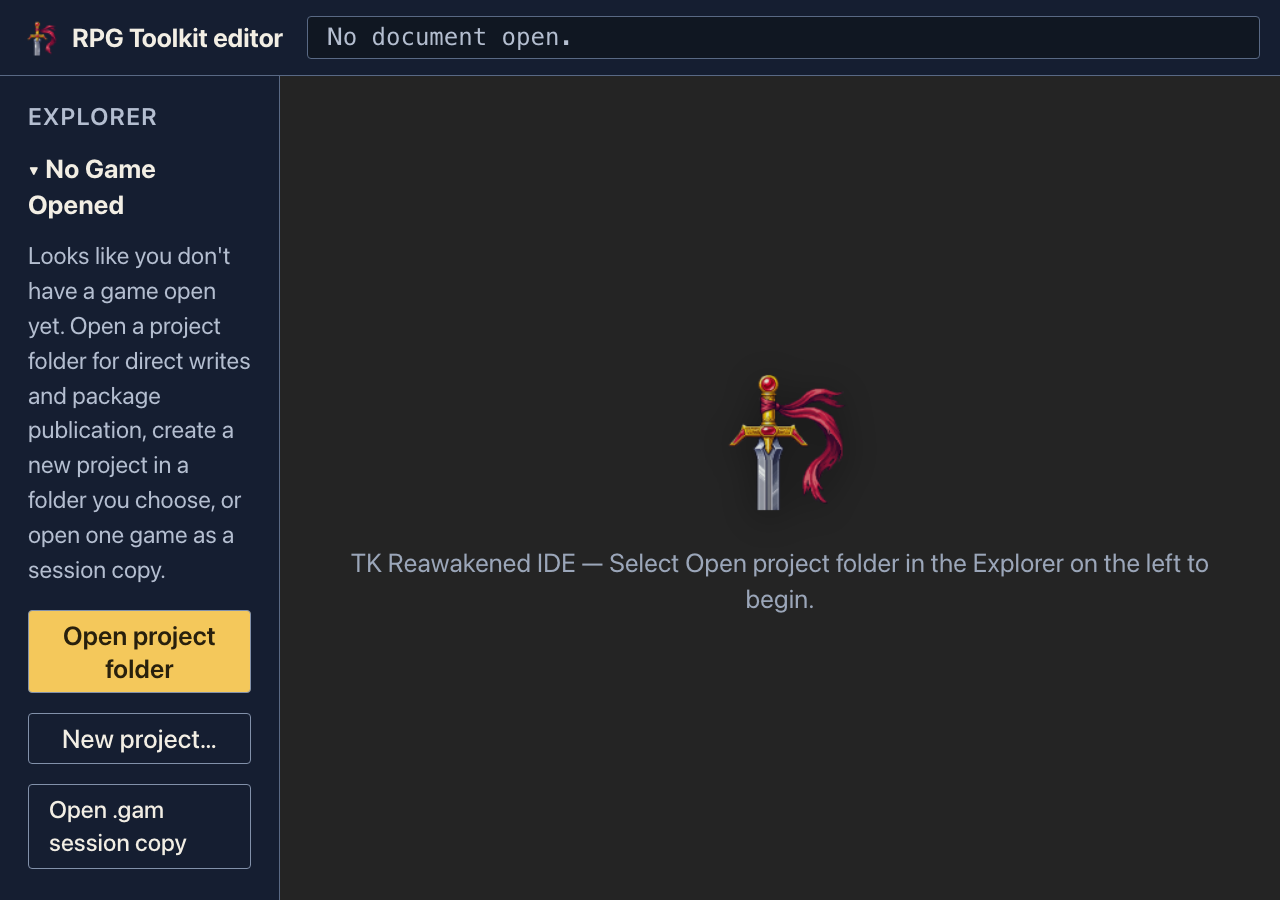 RPG Toolkit editor
No document open.
EXPLORER
▾ No Game
Opened
Looks like you don't
have a game open
yet. Open a project
folder for direct writes
and package
publication, create a
new project in a
folder you choose, or
open one game as a
session copy.
Open project
folder
New project…
Open .gam
session copy
TK Reawakened IDE — Select Open project folder in the Explorer on the left to
begin.